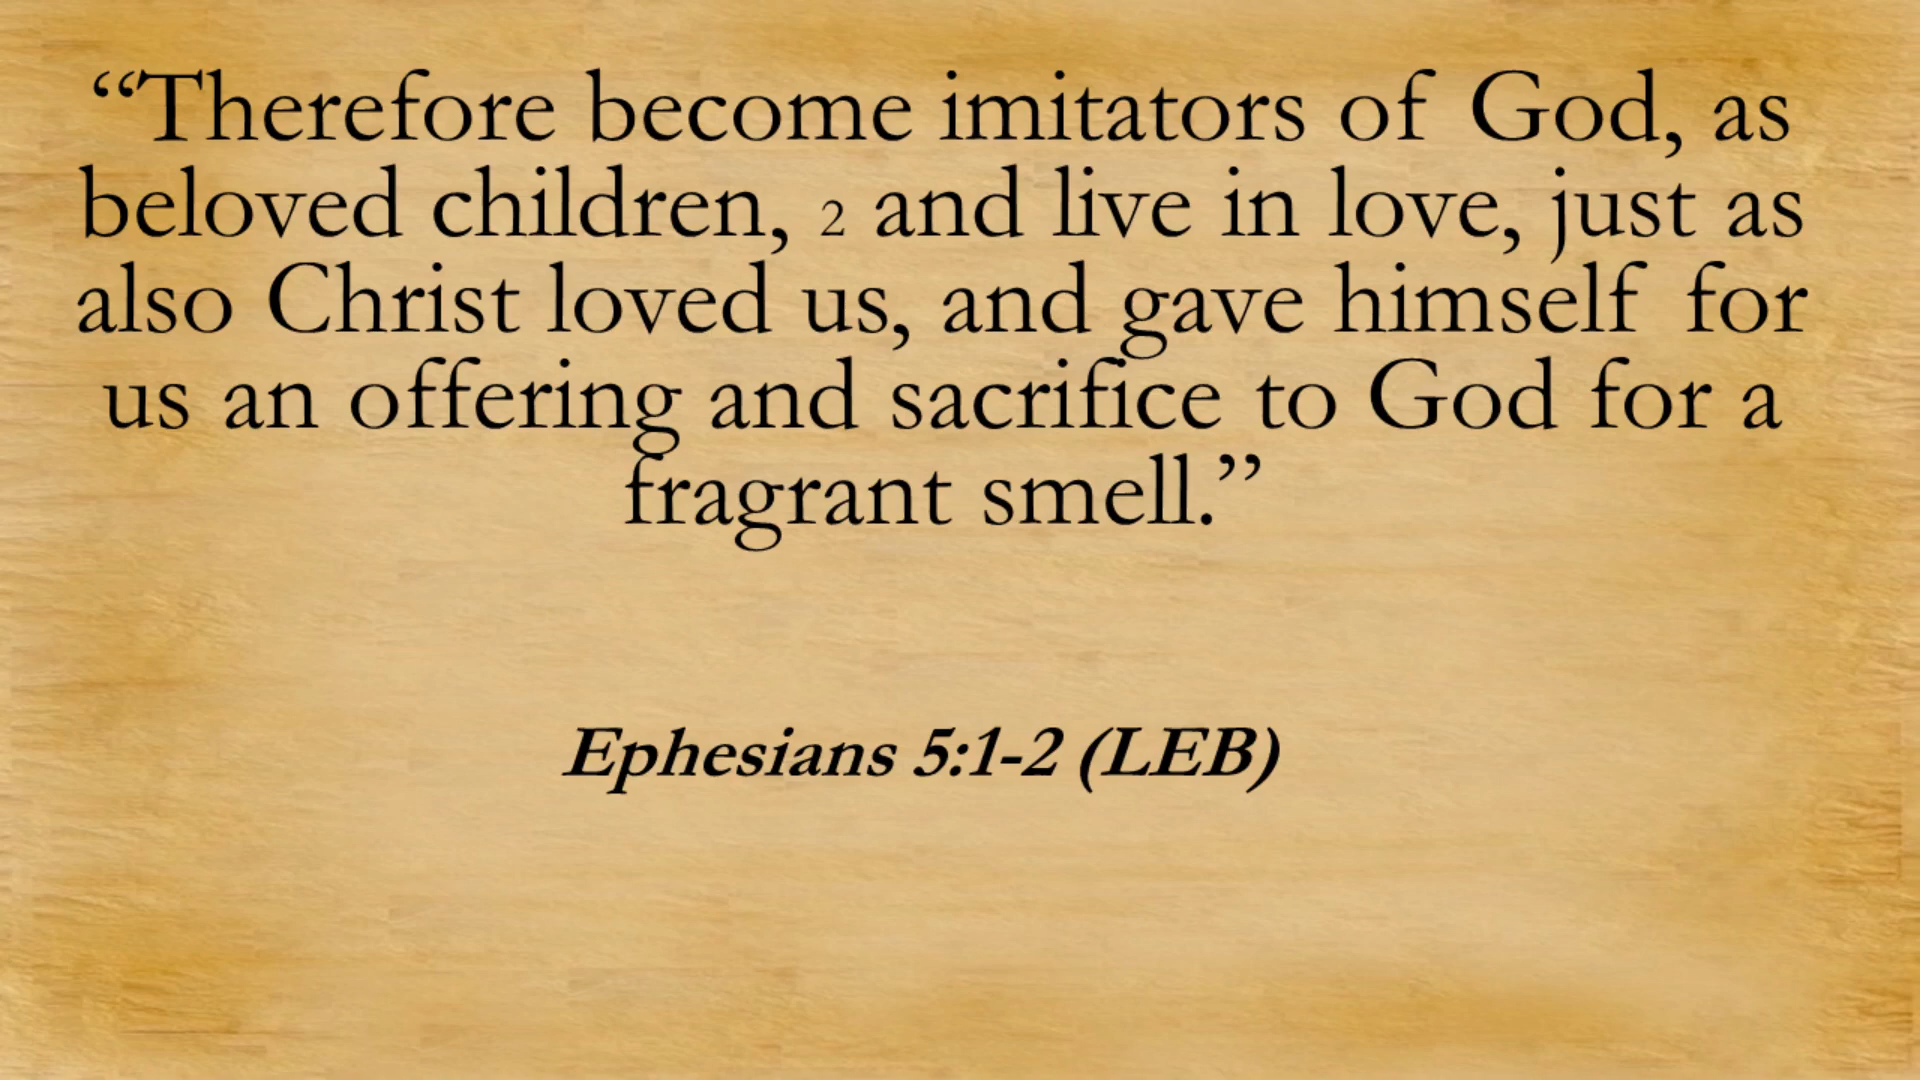 “Therefore become imitators of God, as
beloved children, 2 and live in love, just as
also Christ loved us, and gave himself for
us an offering and sacrifice to God for a
fragrant smell.”
Ephesians 5:1-2 (LEB)